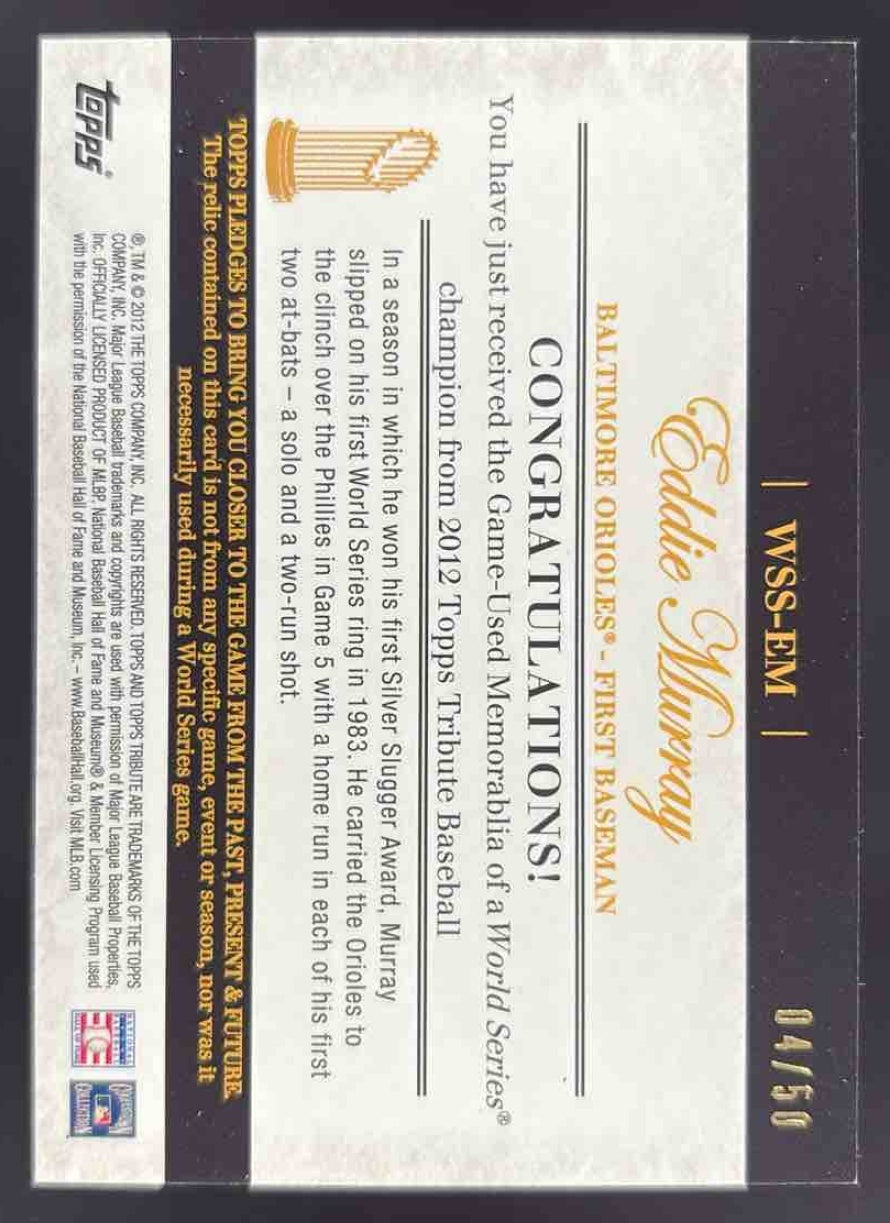 | WSS-EM |
04/50
Eddie Murray
BALTIMORE ORIOLES® - FIRST BASEMAN
CONGRATULATIONS!
You have just received the Game-Used Memorablia of a World Series®
champion from 2012 Topps Tribute Baseball
In a season in which he won his first Silver Slugger Award, Murray
slipped on his first World Series ring in 1983. He carried the Orioles to
the clinch over the Phillies in Game 5 with a home run in each of his first
two at-bats – a solo and a two-run shot.
TOPPS PLEDGES TO BRING YOU CLOSER TO THE GAME FROM THE PAST, PRESENT & FUTURE
The relic contained on this card is not from any specific game, event or season, nor was it
necessarily used during a World Series game.
topps®
®, TM & © 2012 THE TOPPS COMPANY, INC. ALL RIGHTS RESERVED. TOPPS AND TOPPS TRIBUTE ARE TRADEMARKS OF THE TOPPS
COMPANY, INC. Major League Baseball trademarks and copyrights are used with permission of Major League Baseball Properties,
Inc. OFFICIALLY LICENSED PRODUCT OF MLBP. National Baseball Hall of Fame and Museum® & Member Licensing Program used
with the permission of the National Baseball Hall of Fame and Museum, Inc. – www.BaseballHall.org. Visit MLB.com
NATIONAL
BASEBALL
HALL OF FAME
COOPERSTOWN
COLLECTION